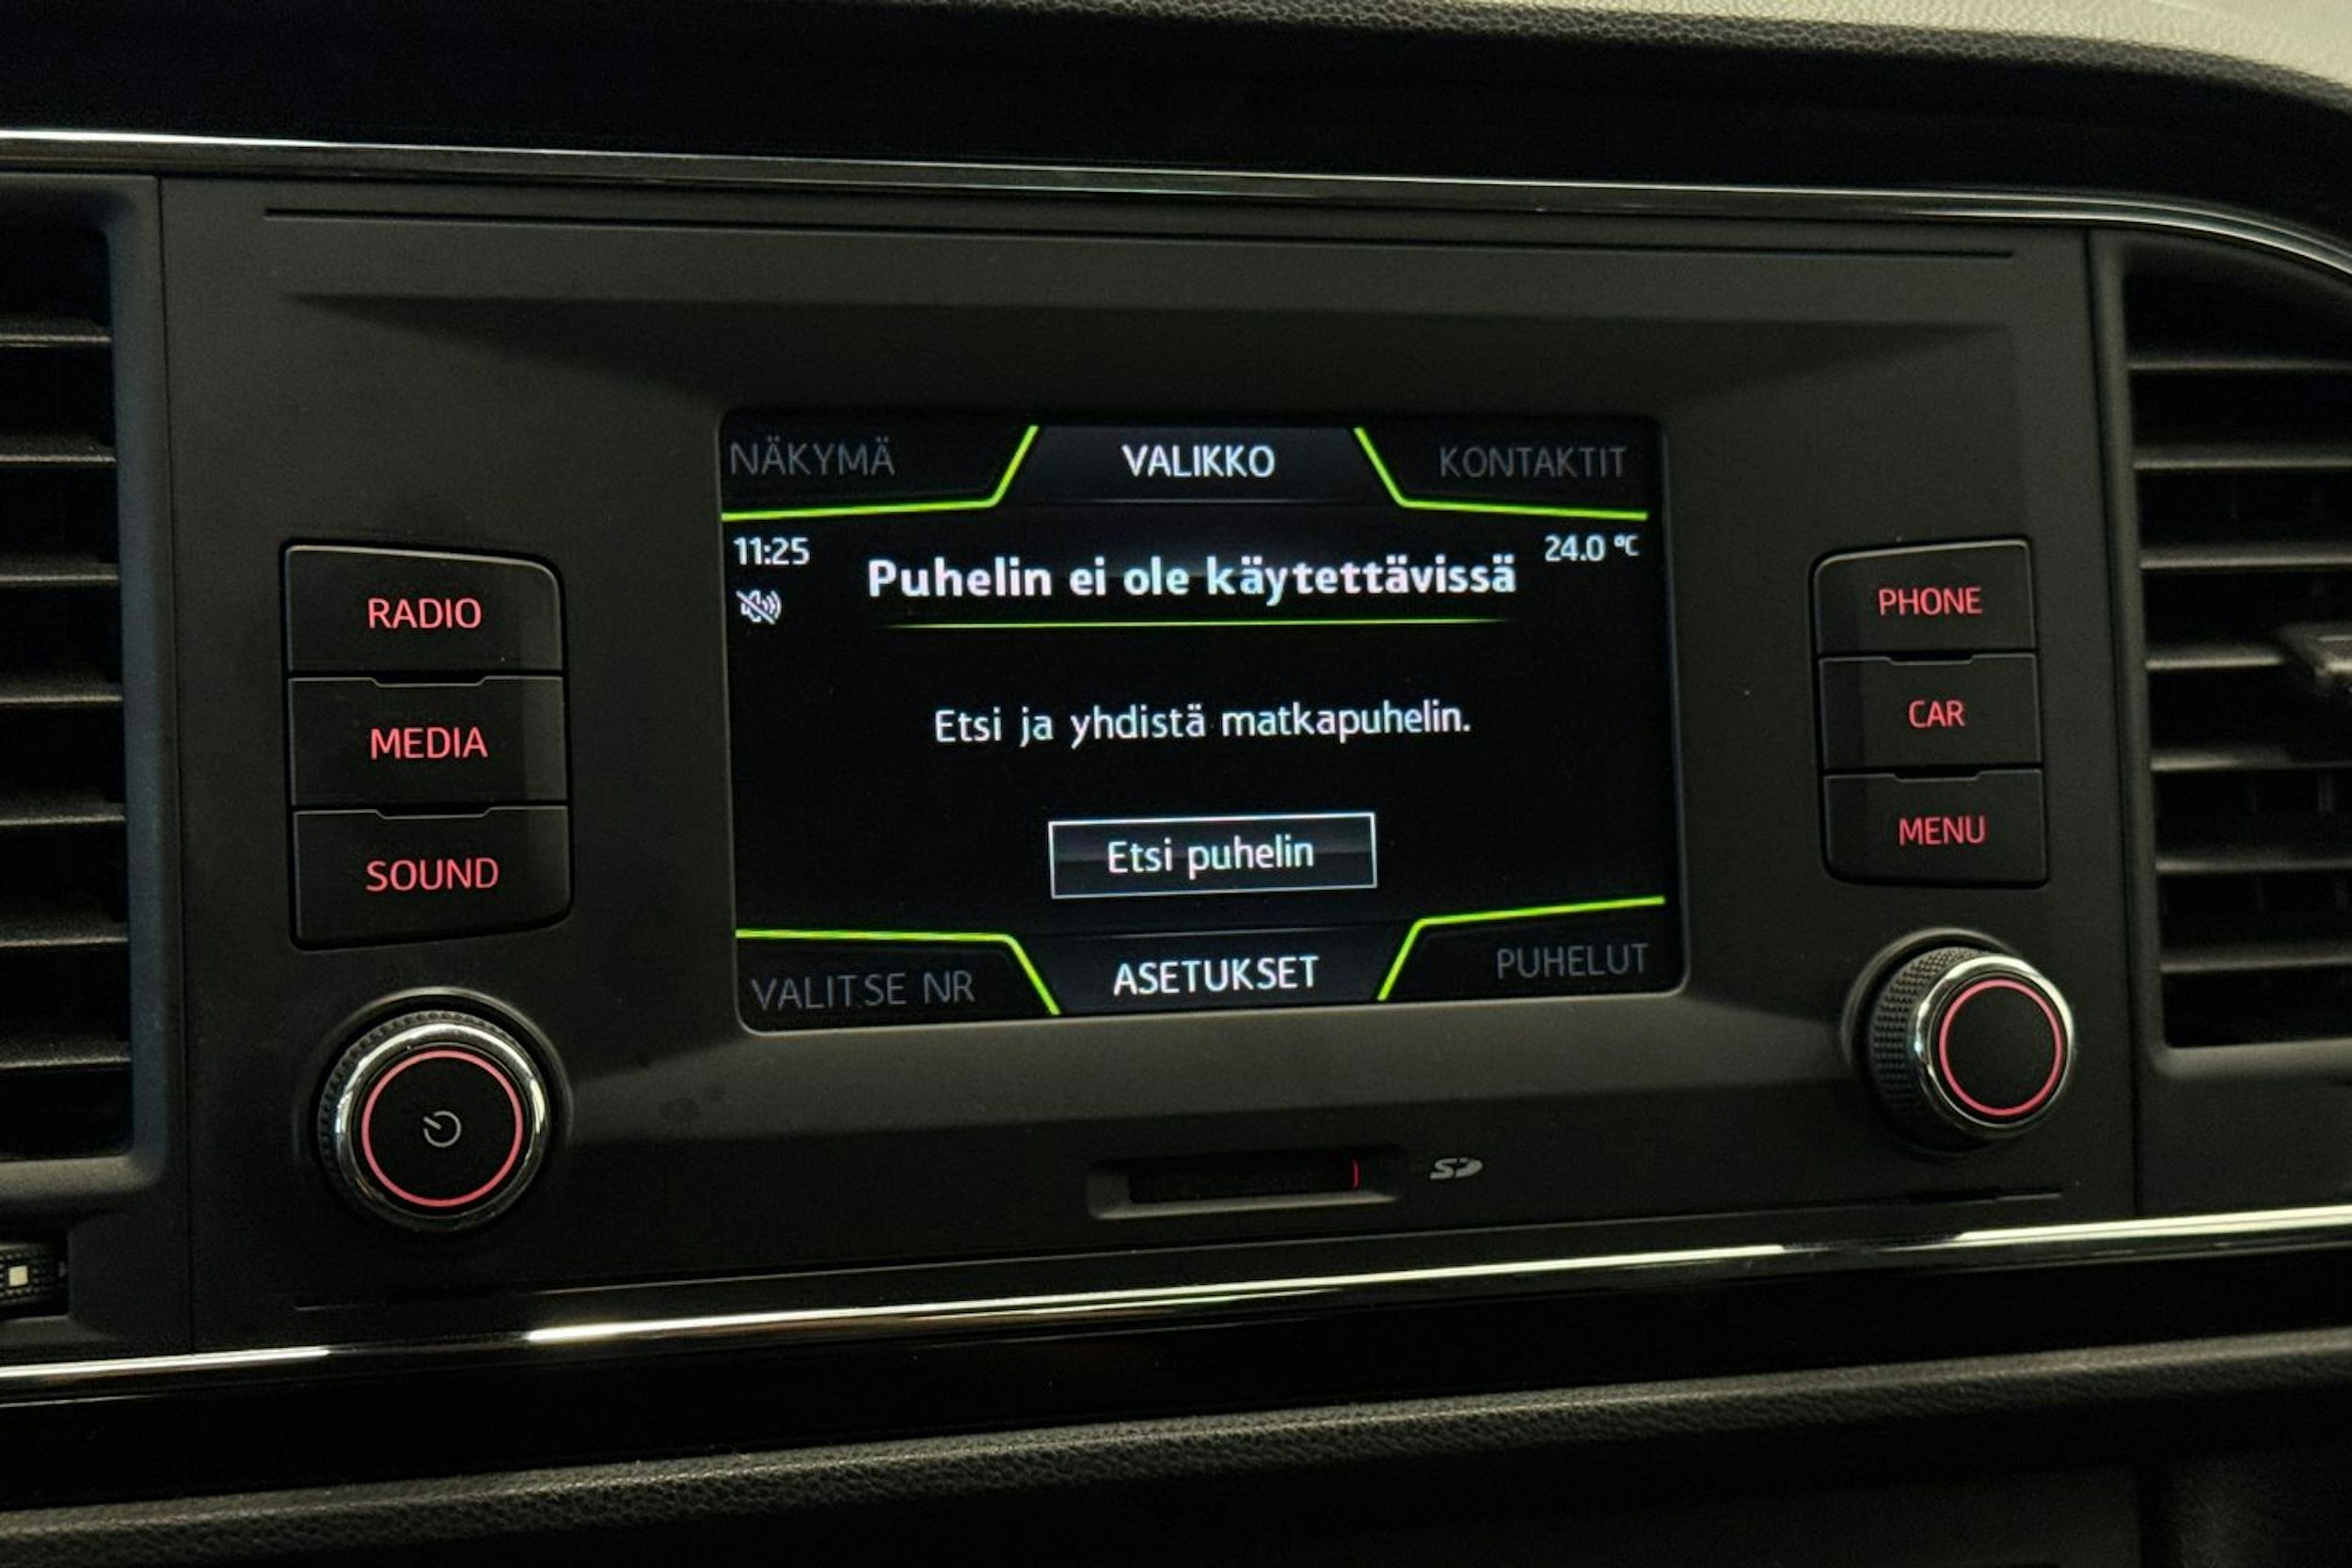 NÄKYMÄ
VALIKKO
KONTAKTIT
11:25
Puhelin ei ole käytettävissä
24.0 °C
RADIO
MEDIA
SOUND
Etsi ja yhdistä matkapuhelin.
Etsi puhelin
PHONE
CAR
MENU
VALITSE NR
ASETUKSET
PUHELUT
SD